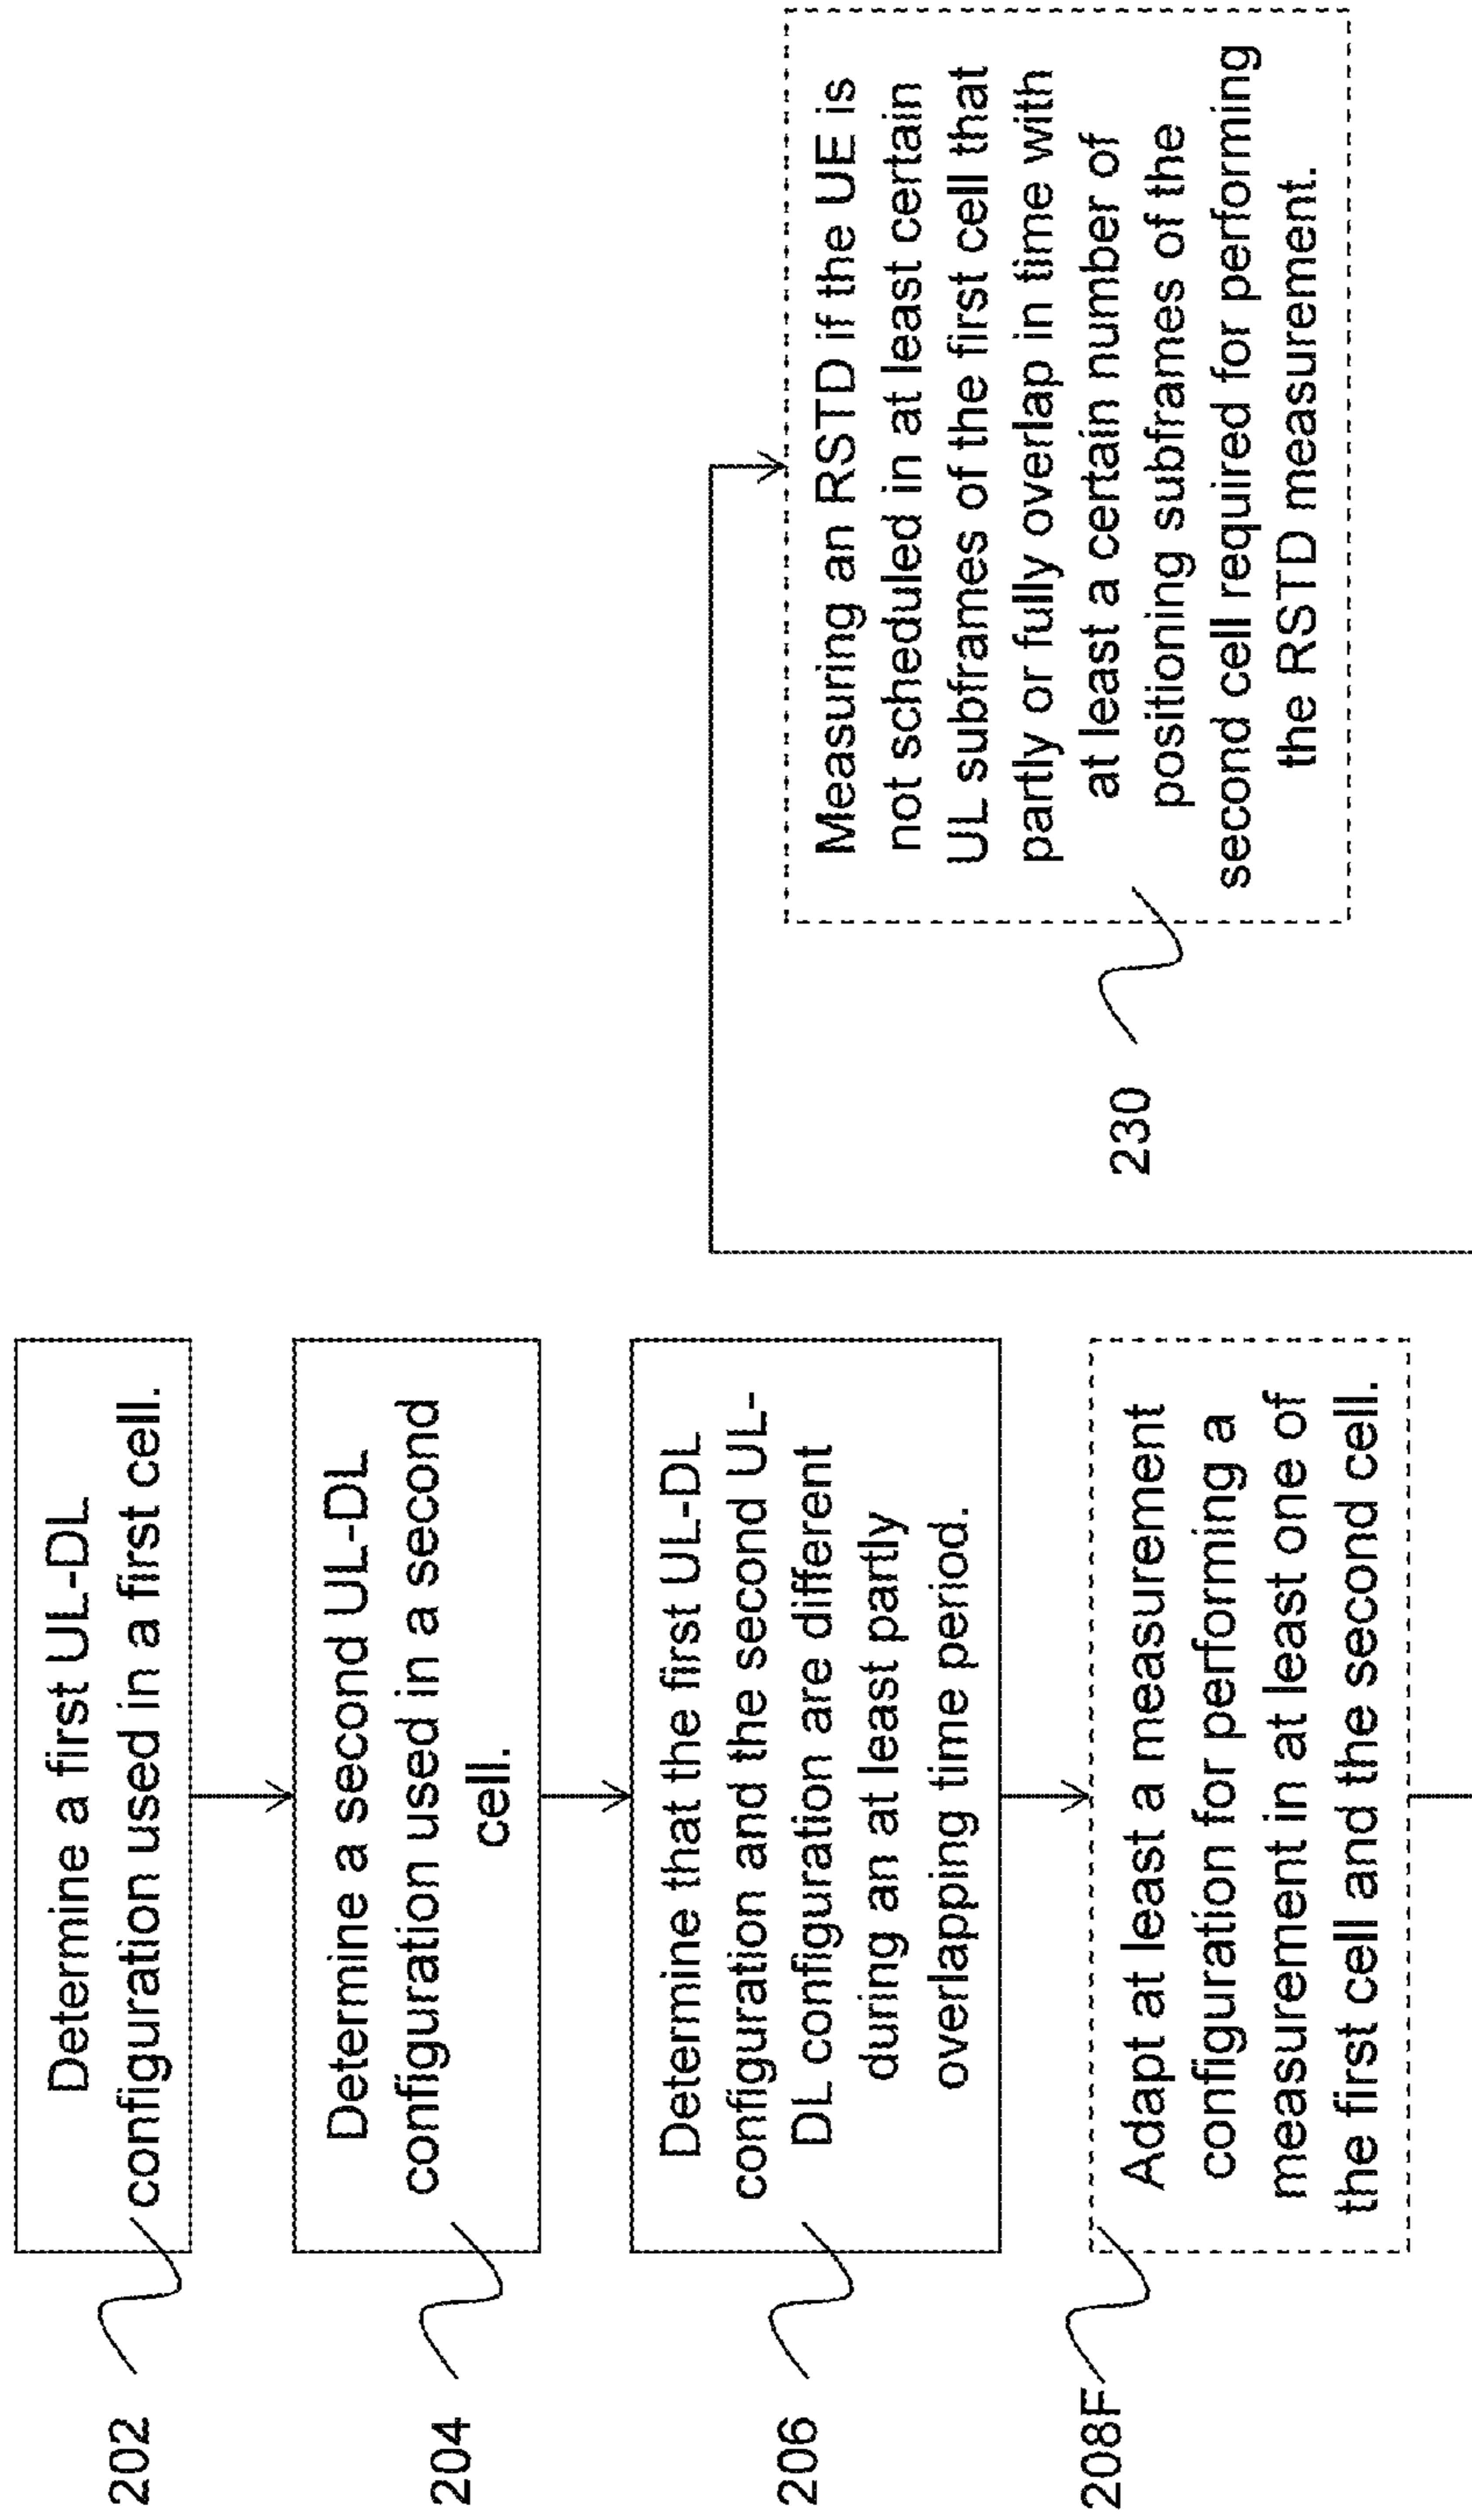 202
Determine a first UL-DL
configuration used in a first cell.
204
Determine a second UL-DL
configuration used in a second
cell.
206
Determine that the first UL-DL
configuration and the second UL-
DL configuration are different
during an at least partly
overlapping time period.
208F
Adapt at least a measurement
configuration for performing a
measurement in at least one of
the first cell and the second cell.
230
Measuring an RSTD if the UE is
not scheduled in at least certain
UL subframes of the first cell that
partly or fully overlap in time with
at least a certain number of
positioning subframes of the
second cell required for performing
the RSTD measurement.